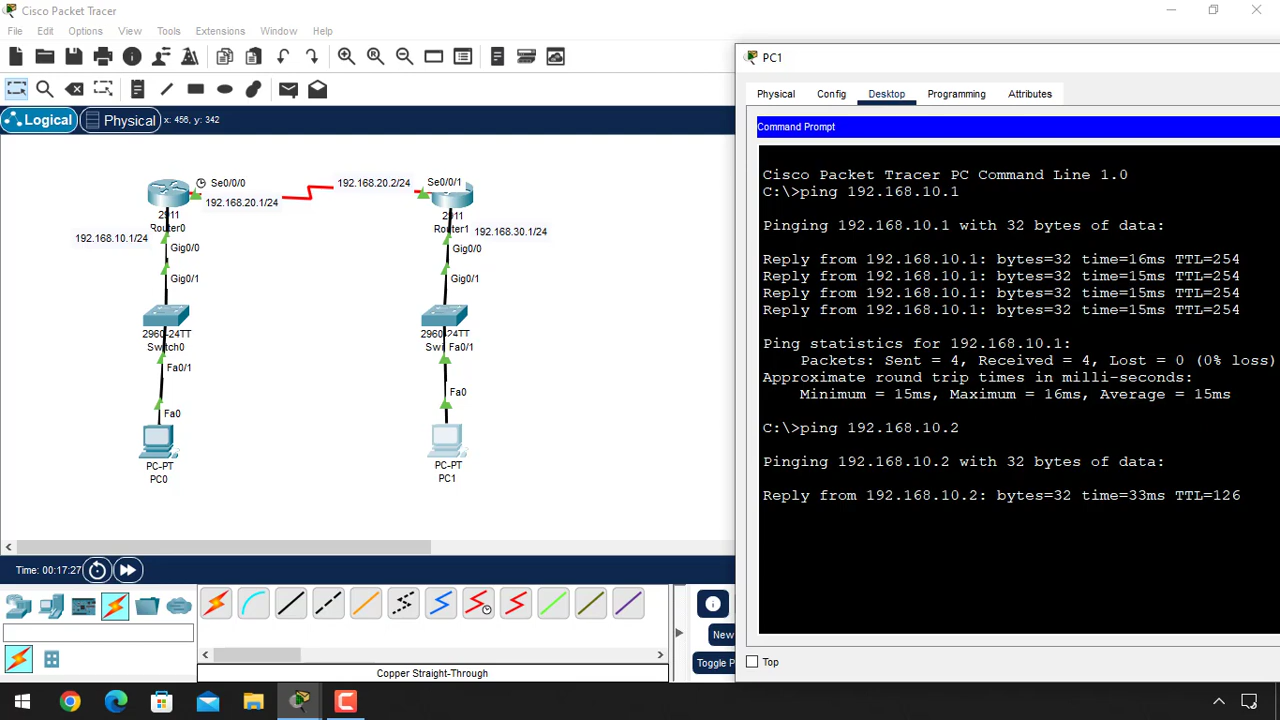 Cisco Packet Tracer
File Edit Options View Tools Extensions Window Help
Logical Physical x: 456, y: 342
Se0/0/0
192.168.20.2/24
Se0/0/1
192.168.20.1/24
2911
Router0
2911
Router1
192.168.10.1/24
192.168.30.1/24
Gig0/0
Gig0/0
Gig0/1
Gig0/1
2960-24TT
Switch0
2960-24TT
Swi
Fa0/1
Fa0/1
Fa0
Fa0
PC-PT
PC0
PC-PT
PC1
Time: 00:17:27
Copper Straight-Through
New
Toggle P
PC1
Physical Config Desktop Programming Attributes
Command Prompt
Cisco Packet Tracer PC Command Line 1.0
C:\>ping 192.168.10.1
Pinging 192.168.10.1 with 32 bytes of data:
Reply from 192.168.10.1: bytes=32 time=16ms TTL=254
Reply from 192.168.10.1: bytes=32 time=15ms TTL=254
Reply from 192.168.10.1: bytes=32 time=15ms TTL=254
Reply from 192.168.10.1: bytes=32 time=15ms TTL=254
Ping statistics for 192.168.10.1:
Packets: Sent = 4, Received = 4, Lost = 0 (0% loss)
Approximate round trip times in milli-seconds:
Minimum = 15ms, Maximum = 16ms, Average = 15ms
C:\>ping 192.168.10.2
Pinging 192.168.10.2 with 32 bytes of data:
Reply from 192.168.10.2: bytes=32 time=33ms TTL=126
Top